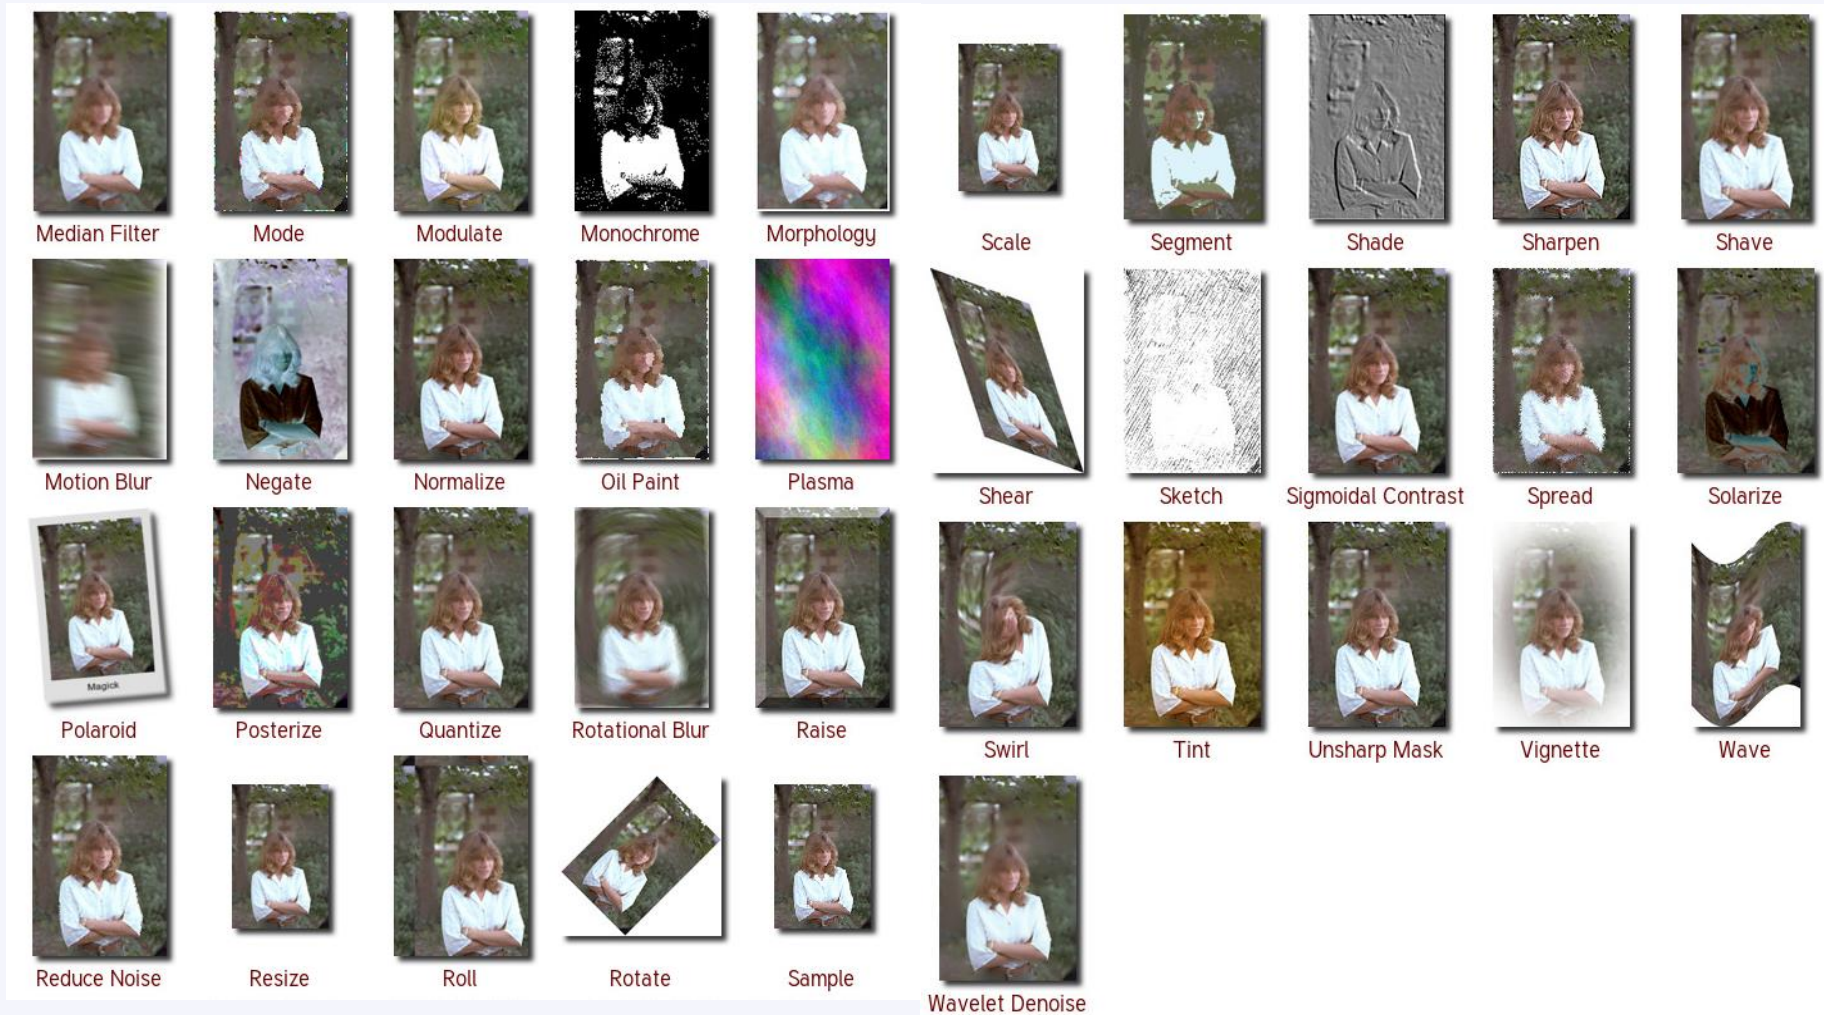 Median Filter
Mode
Modulate
Monochrome
Morphology
Scale
Segment
Shade
Sharpen
Shave
Motion Blur
Negate
Normalize
Oil Paint
Plasma
Shear
Sketch
Sigmoidal Contrast
Spread
Solarize
Magick
Polaroid
Posterize
Quantize
Rotational Blur
Raise
Swirl
Tint
Unsharp Mask
Vignette
Wave
Reduce Noise
Resize
Roll
Rotate
Sample
Wavelet Denoise